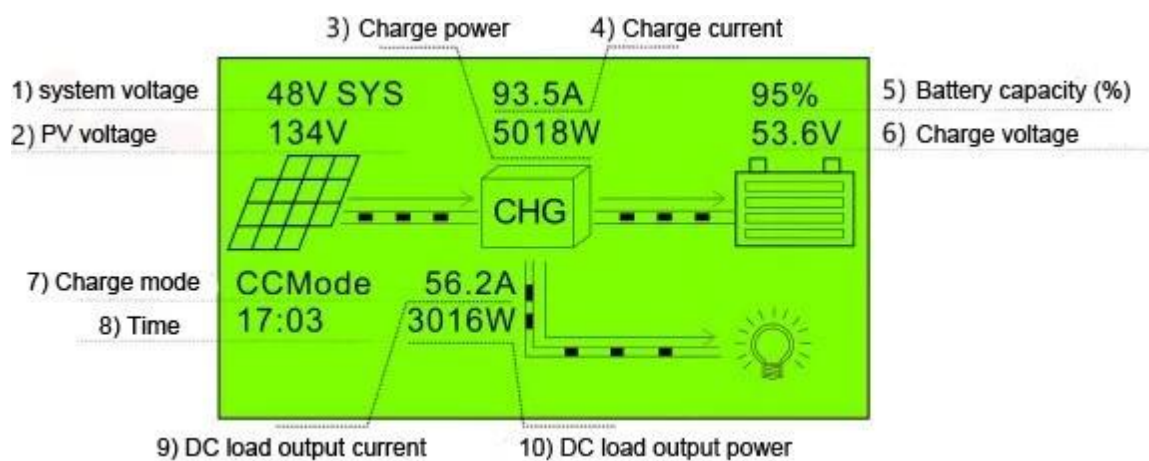 3) Charge power
4) Charge current
1) system voltage
48V SYS
93.5A
95%
5) Battery capacity (%)
2) PV voltage
134V
5018W
53.6V
6) Charge voltage
CHG
7) Charge mode
CCMode
56.2A
8) Time
17:03
3016W
9) DC load output current
10) DC load output power